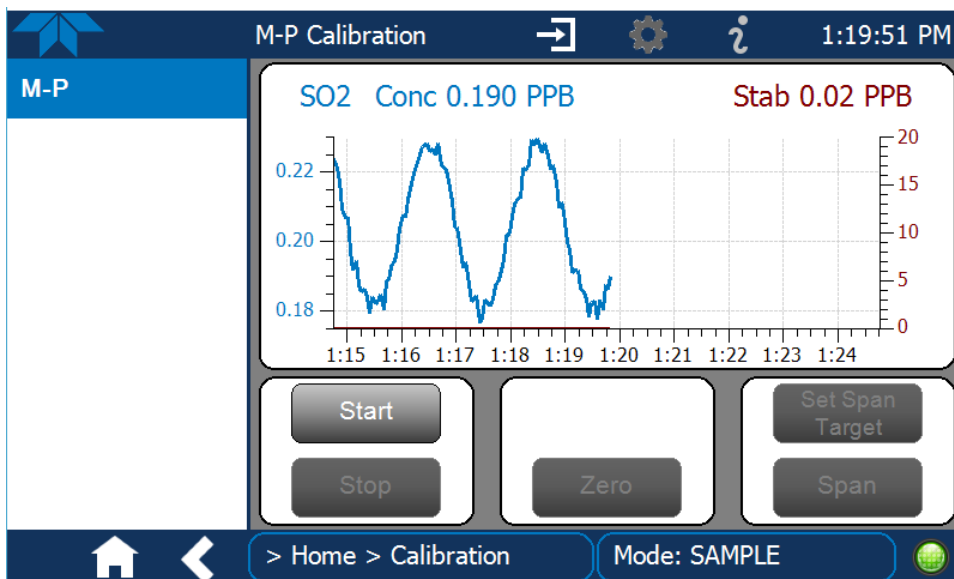 M-P Calibration
1:19:51 PM
M-P
SO2 Conc 0.190 PPB
Stab 0.02 PPB
0.22
0.20
0.18
20
15
10
5
0
1:15 1:16 1:17 1:18 1:19 1:20 1:21 1:22 1:23 1:24
Start
Stop
Zero
Set Span
Target
Span
> Home > Calibration
Mode: SAMPLE